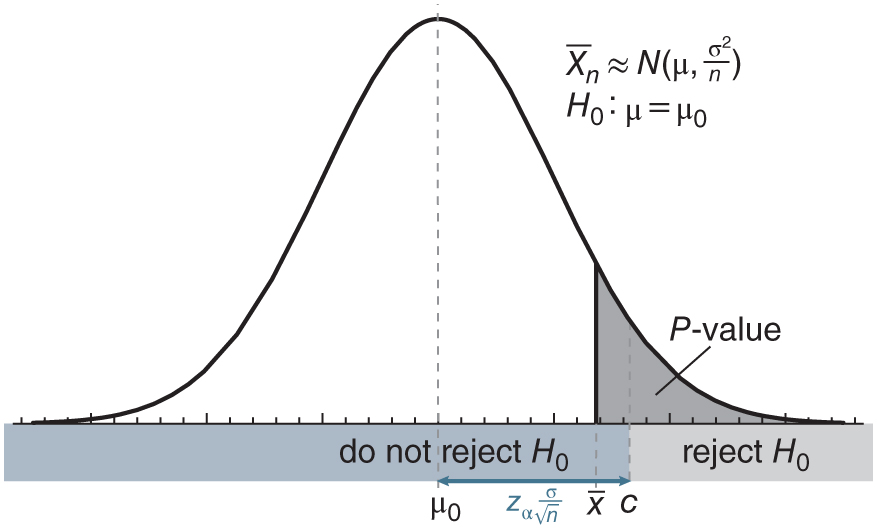 X̅ₙ ≈ N(μ, σ²/n)
H₀: μ = μ₀
P-value
do not reject H₀
reject H₀
μ₀
z_α σ/√n
x̅
c